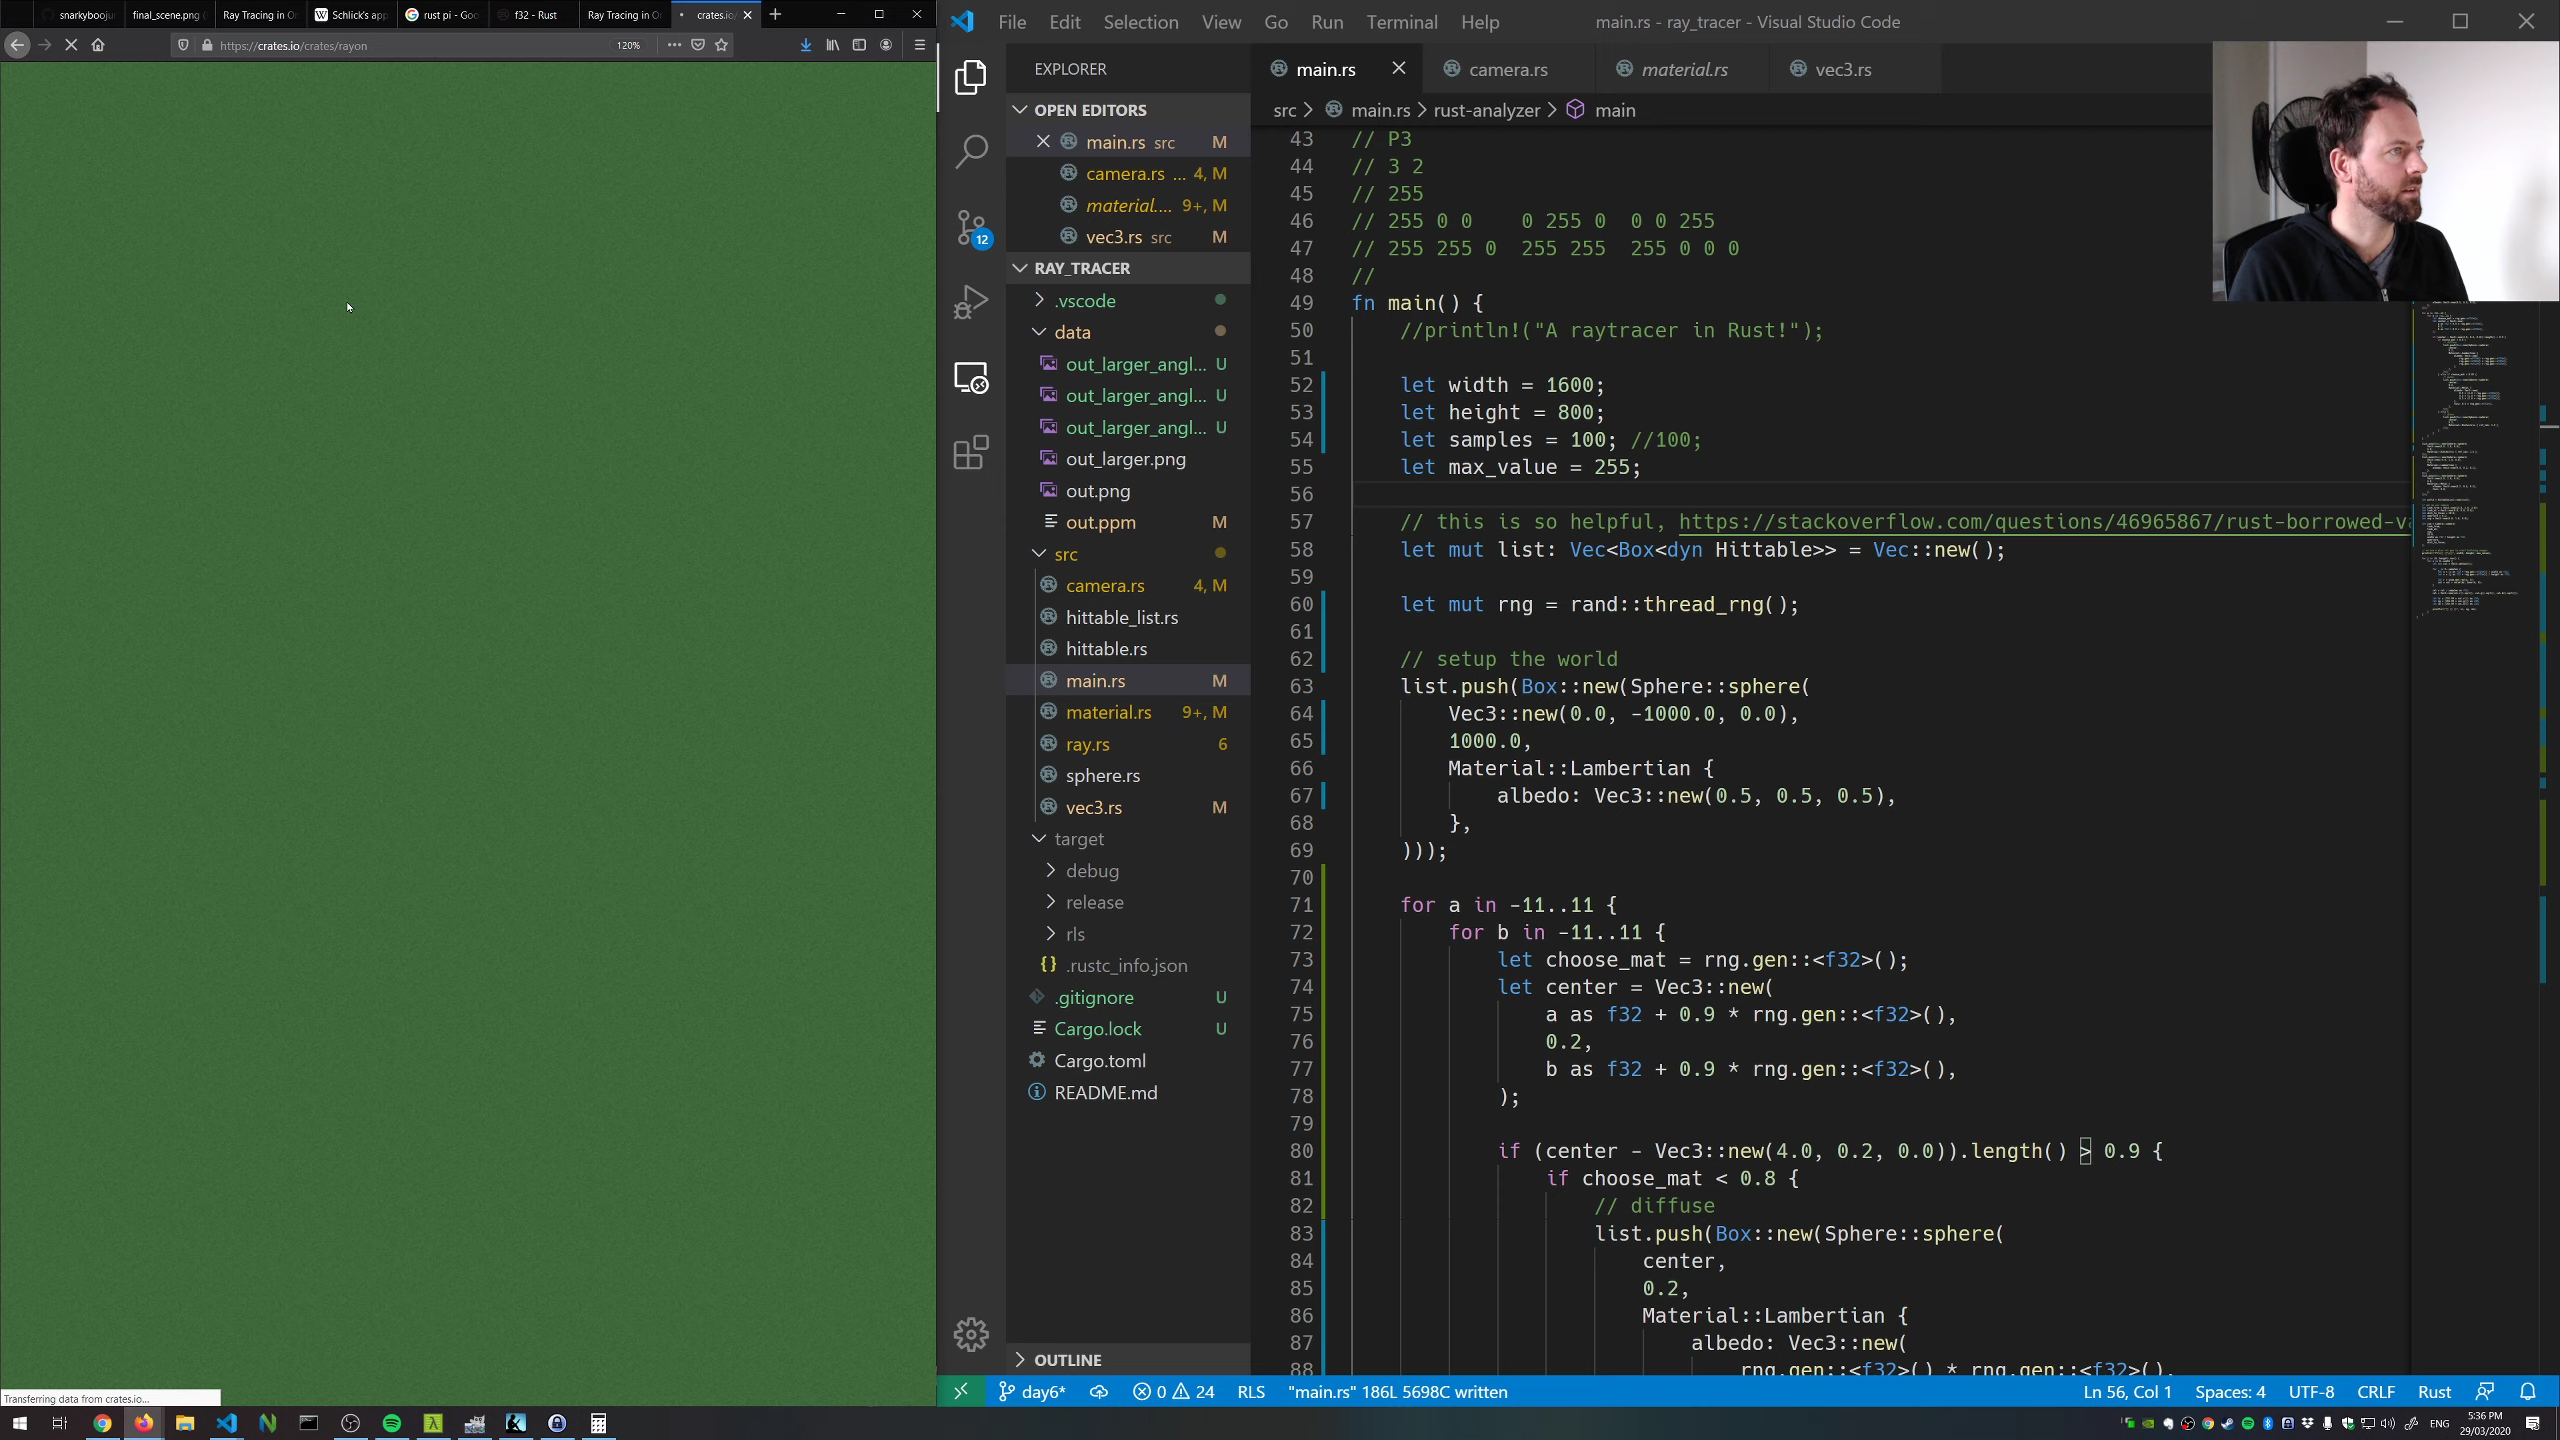 snarkybooju
final_scene.png (
Ray Tracing in O
Schlick's app
rust pi - Goo
f32 - Rust
Ray Tracing in O
crates.io/
https://crates.io/crates/rayon
120%
Transferring data from crates.io...
File Edit Selection View Go Run Terminal Help
main.rs - ray_tracer - Visual Studio Code
EXPLORER
OPEN EDITORS
main.rs src M
camera.rs ... 4, M
material.... 9+, M
vec3.rs src M
RAY_TRACER
.vscode
data
out_larger_angl... U
out_larger_angl... U
out_larger_angl... U
out_larger.png
out.png
out.ppm M
src
camera.rs 4, M
hittable_list.rs
hittable.rs
main.rs M
material.rs 9+, M
ray.rs 6
sphere.rs
vec3.rs M
target
debug
release
rls
.rustc_info.json
.gitignore U
Cargo.lock U
Cargo.toml
README.md
OUTLINE
12
main.rs
camera.rs
material.rs
vec3.rs
src > main.rs > rust-analyzer > main
43 // P3
44 // 3 2
45 // 255
46 // 255 0 0    0 255 0  0 0 255
47 // 255 255 0  255 255  255 0 0 0
48 //
49 fn main() {
50 //println!("A raytracer in Rust!");
51
52 let width = 1600;
53 let height = 800;
54 let samples = 100; //100;
55 let max_value = 255;
56
57 // this is so helpful, https://stackoverflow.com/questions/46965867/rust-borrowed-v
58 let mut list: Vec<Box<dyn Hittable>> = Vec::new();
59
60 let mut rng = rand::thread_rng();
61
62 // setup the world
63 list.push(Box::new(Sphere::sphere(
64 Vec3::new(0.0, -1000.0, 0.0),
65 1000.0,
66 Material::Lambertian {
67 albedo: Vec3::new(0.5, 0.5, 0.5),
68 },
69 )));
70
71 for a in -11..11 {
72 for b in -11..11 {
73 let choose_mat = rng.gen::<f32>();
74 let center = Vec3::new(
75 a as f32 + 0.9 * rng.gen::<f32>(),
76 0.2,
77 b as f32 + 0.9 * rng.gen::<f32>(),
78 );
79
80 if (center - Vec3::new(4.0, 0.2, 0.0)).length() > 0.9 {
81 if choose_mat < 0.8 {
82 // diffuse
83 list.push(Box::new(Sphere::sphere(
84 center,
85 0.2,
86 Material::Lambertian {
87 albedo: Vec3::new(
88 rng.gen::<f32>() * rng.gen::<f32>(),
day6* 0 24 RLS "main.rs" 186L 5698C written
Ln 56, Col 1 Spaces: 4 UTF-8 CRLF Rust
ENG
5:36 PM
29/03/2020